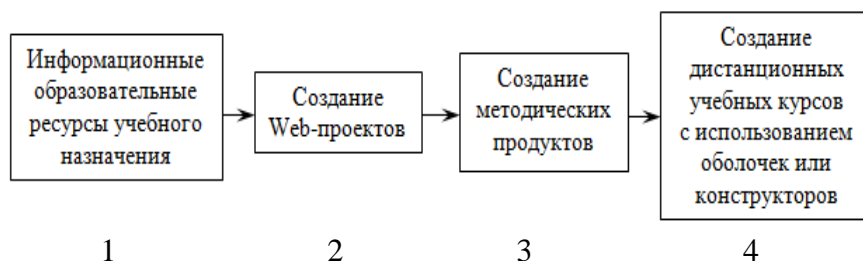 Информационные
образовательные
ресурсы учебного
назначения
Создание
Web-проектов
Создание
методических
продуктов
Создание
дистанционных
учебных курсов
с использованием
оболочек или
конструкторов
1 2 3 4